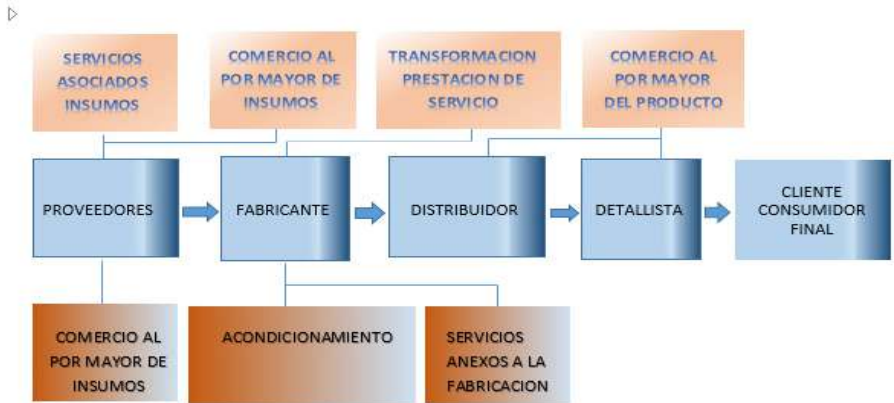 SERVICIOS
ASOCIADOS
INSUMOS
COMERCIO AL
POR MAYOR DE
INSUMOS
TRANSFORMACION
PRESTACION DE
SERVICIO
COMERCIO AL
POR MAYOR
DEL PRODUCTO
PROVEEDORES
FABRICANTE
DISTRIBUIDOR
DETALLISTA
CLIENTE
CONSUMIDOR
FINAL
COMERCIO AL
POR MAYOR DE
INSUMOS
ACONDICIONAMIENTO
SERVICIOS
ANEXOS A LA
FABRICACION